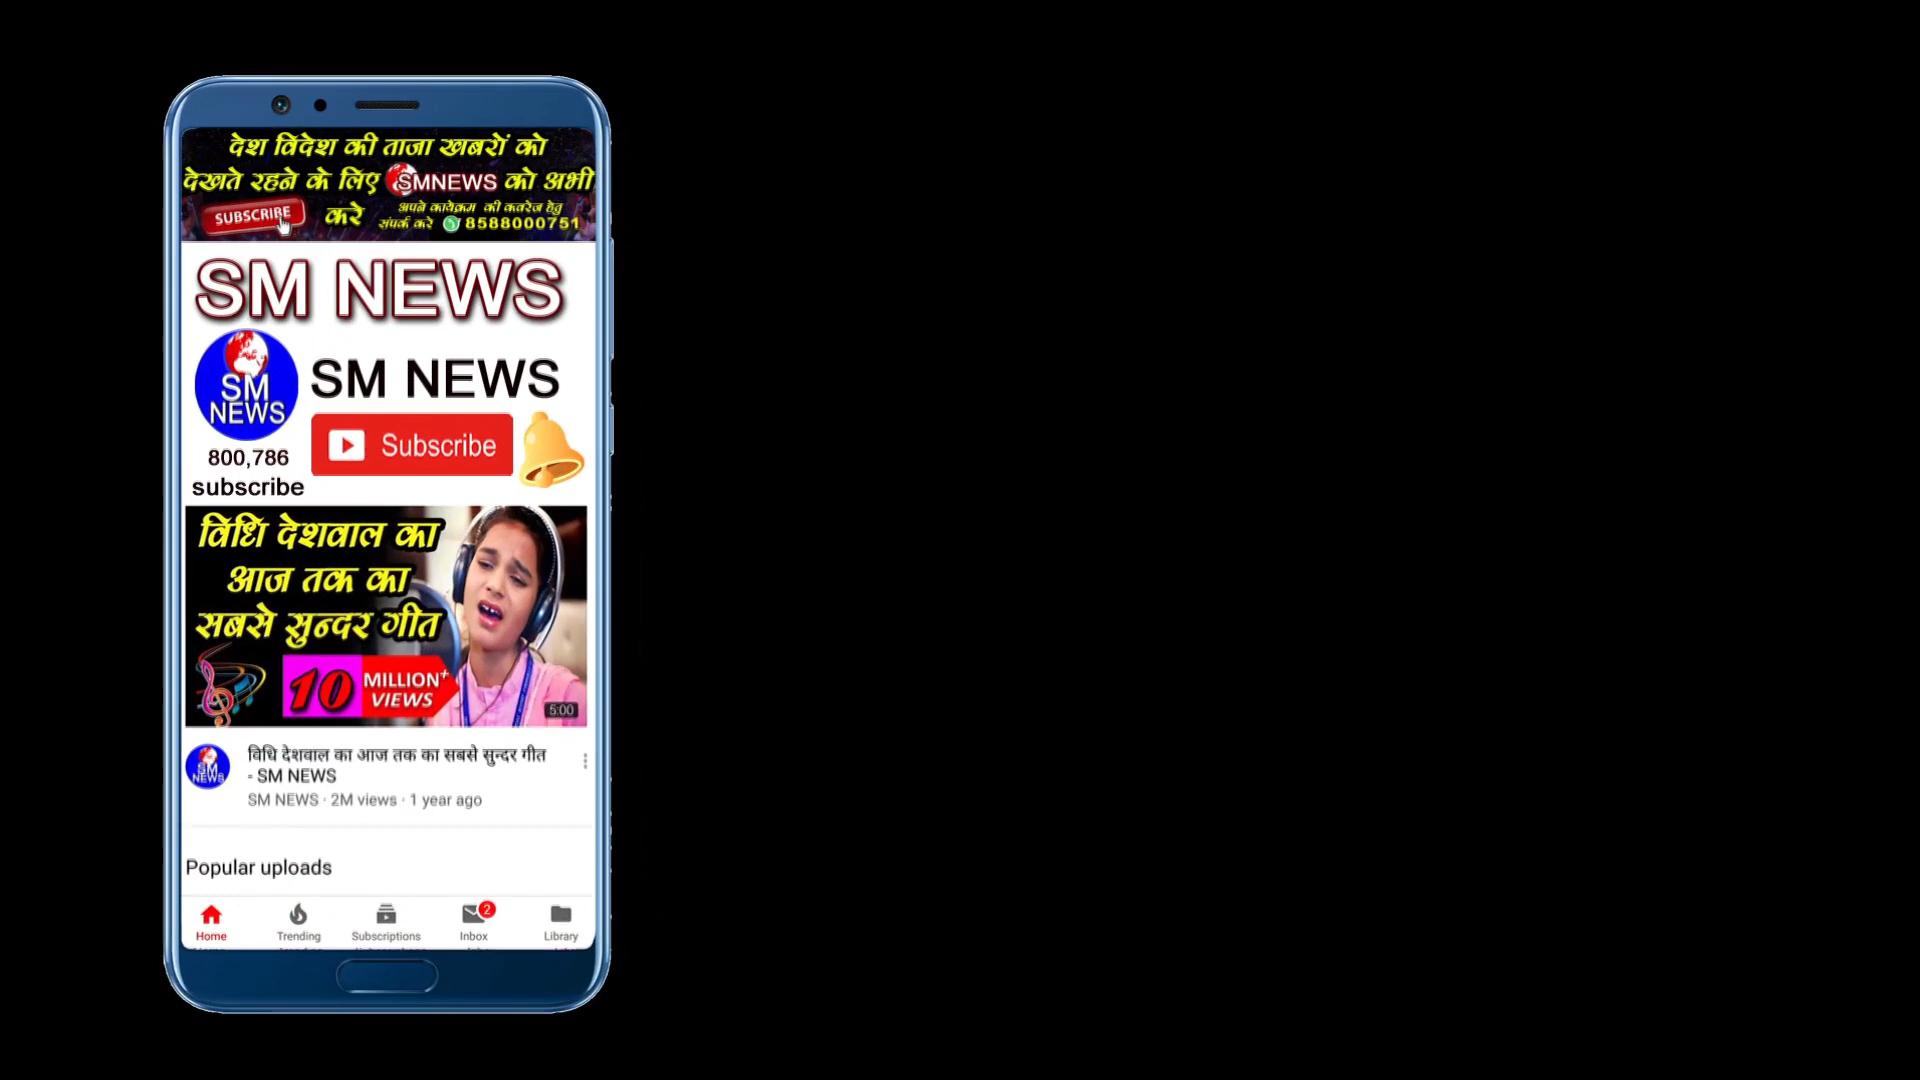 देश विदेश की ताजा खबरों को
देखते रहने के लिए SMNEWS को अभी
SUBSCRIBE करे
अपने कार्यक्रम की कवरेज हेतु
संपर्क करे 8588000751
SM NEWS
SM NEWS
SM NEWS
Subscribe
800,786
subscribe
विधि देशवाल का
आज तक का
सबसे सुन्दर गीत
10 MILLION+ VIEWS
5:00
SM NEWS
विधि देशवाल का आज तक का सबसे सुन्दर गीत
- SM NEWS
SM NEWS · 2M views · 1 year ago
Popular uploads
2
Home Trending Subscriptions Inbox Library